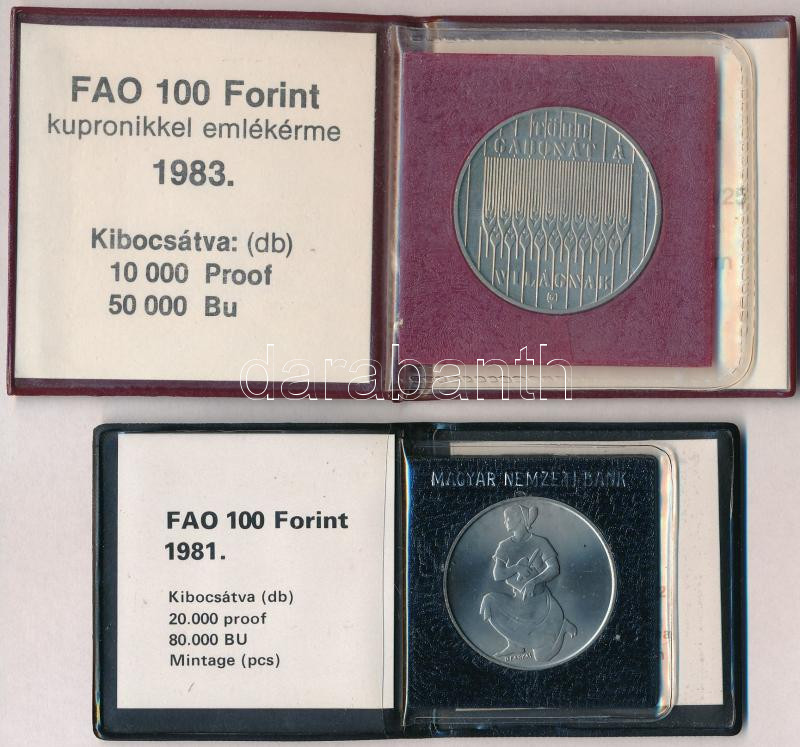 FAO 100 Forint
kupronikkel emlékérme
1983.
Kibocsátva: (db)
10 000 Proof
50 000 Bu
TÖBB
GABONÁT A
VILÁGNAK
darabanth
FAO 100 Forint
1981.
Kibocsátva (db)
20.000 proof
80.000 BU
Mintage (pcs)
MAGYAR NEMZETI BANK